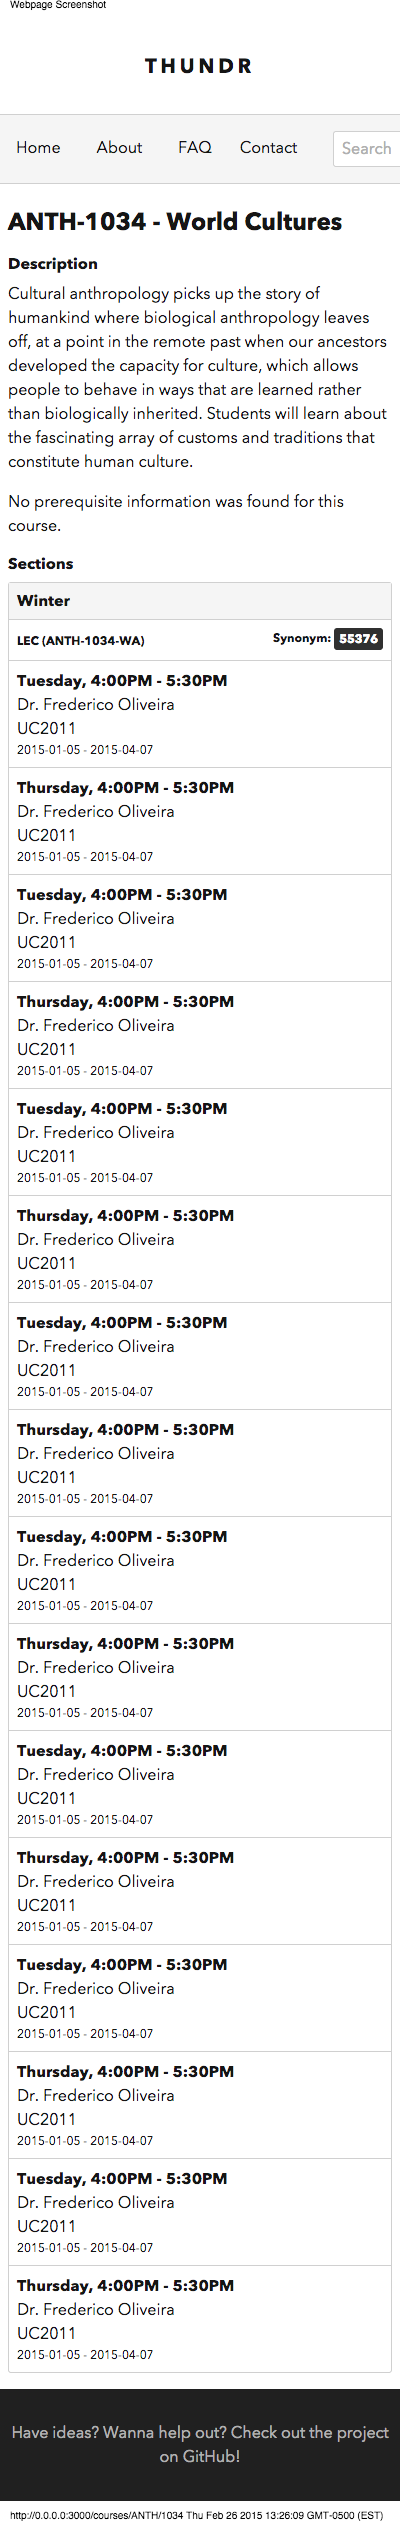 Webpage Screenshot
THUNDR
Home About FAQ Contact Search
ANTH-1034 - World Cultures
Description
Cultural anthropology picks up the story of
humankind where biological anthropology leaves
off, at a point in the remote past when our ancestors
developed the capacity for culture, which allows
people to behave in ways that are learned rather
than biologically inherited. Students will learn about
the fascinating array of customs and traditions that
constitute human culture.
No prerequisite information was found for this
course.
Sections
Winter
LEC (ANTH-1034-WA) Synonym: 55376
Tuesday, 4:00PM - 5:30PM
Dr. Frederico Oliveira
UC2011
2015-01-05 - 2015-04-07
Thursday, 4:00PM - 5:30PM
Dr. Frederico Oliveira
UC2011
2015-01-05 - 2015-04-07
Tuesday, 4:00PM - 5:30PM
Dr. Frederico Oliveira
UC2011
2015-01-05 - 2015-04-07
Thursday, 4:00PM - 5:30PM
Dr. Frederico Oliveira
UC2011
2015-01-05 - 2015-04-07
Tuesday, 4:00PM - 5:30PM
Dr. Frederico Oliveira
UC2011
2015-01-05 - 2015-04-07
Thursday, 4:00PM - 5:30PM
Dr. Frederico Oliveira
UC2011
2015-01-05 - 2015-04-07
Tuesday, 4:00PM - 5:30PM
Dr. Frederico Oliveira
UC2011
2015-01-05 - 2015-04-07
Thursday, 4:00PM - 5:30PM
Dr. Frederico Oliveira
UC2011
2015-01-05 - 2015-04-07
Tuesday, 4:00PM - 5:30PM
Dr. Frederico Oliveira
UC2011
2015-01-05 - 2015-04-07
Thursday, 4:00PM - 5:30PM
Dr. Frederico Oliveira
UC2011
2015-01-05 - 2015-04-07
Tuesday, 4:00PM - 5:30PM
Dr. Frederico Oliveira
UC2011
2015-01-05 - 2015-04-07
Thursday, 4:00PM - 5:30PM
Dr. Frederico Oliveira
UC2011
2015-01-05 - 2015-04-07
Tuesday, 4:00PM - 5:30PM
Dr. Frederico Oliveira
UC2011
2015-01-05 - 2015-04-07
Thursday, 4:00PM - 5:30PM
Dr. Frederico Oliveira
UC2011
2015-01-05 - 2015-04-07
Tuesday, 4:00PM - 5:30PM
Dr. Frederico Oliveira
UC2011
2015-01-05 - 2015-04-07
Thursday, 4:00PM - 5:30PM
Dr. Frederico Oliveira
UC2011
2015-01-05 - 2015-04-07
Have ideas? Wanna help out? Check out the project
on GitHub!
http://0.0.0.0:3000/courses/ANTH/1034 Thu Feb 26 2015 13:26:09 GMT-0500 (EST)